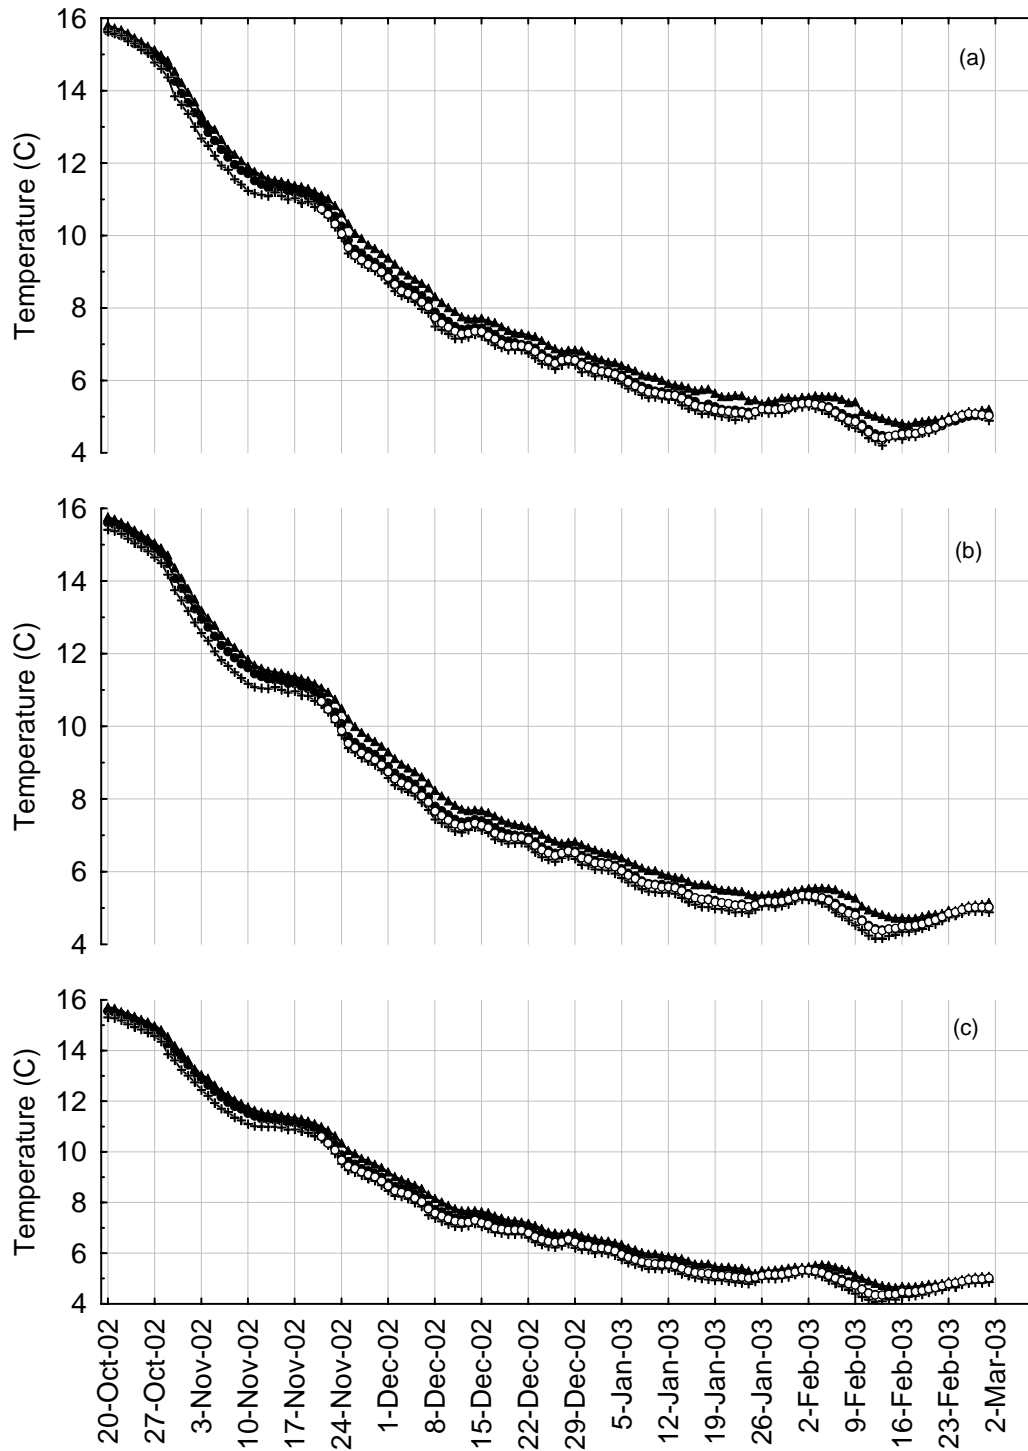 16
14
12
10
8
6
4
Temperature (C)
(a)
16
14
12
10
8
6
4
Temperature (C)
(b)
16
14
12
10
8
6
4
Temperature (C)
(c)
20-Oct-02
27-Oct-02
3-Nov-02
10-Nov-02
17-Nov-02
24-Nov-02
1-Dec-02
8-Dec-02
15-Dec-02
22-Dec-02
29-Dec-02
5-Jan-03
12-Jan-03
19-Jan-03
26-Jan-03
2-Feb-03
9-Feb-03
16-Feb-03
23-Feb-03
2-Mar-03